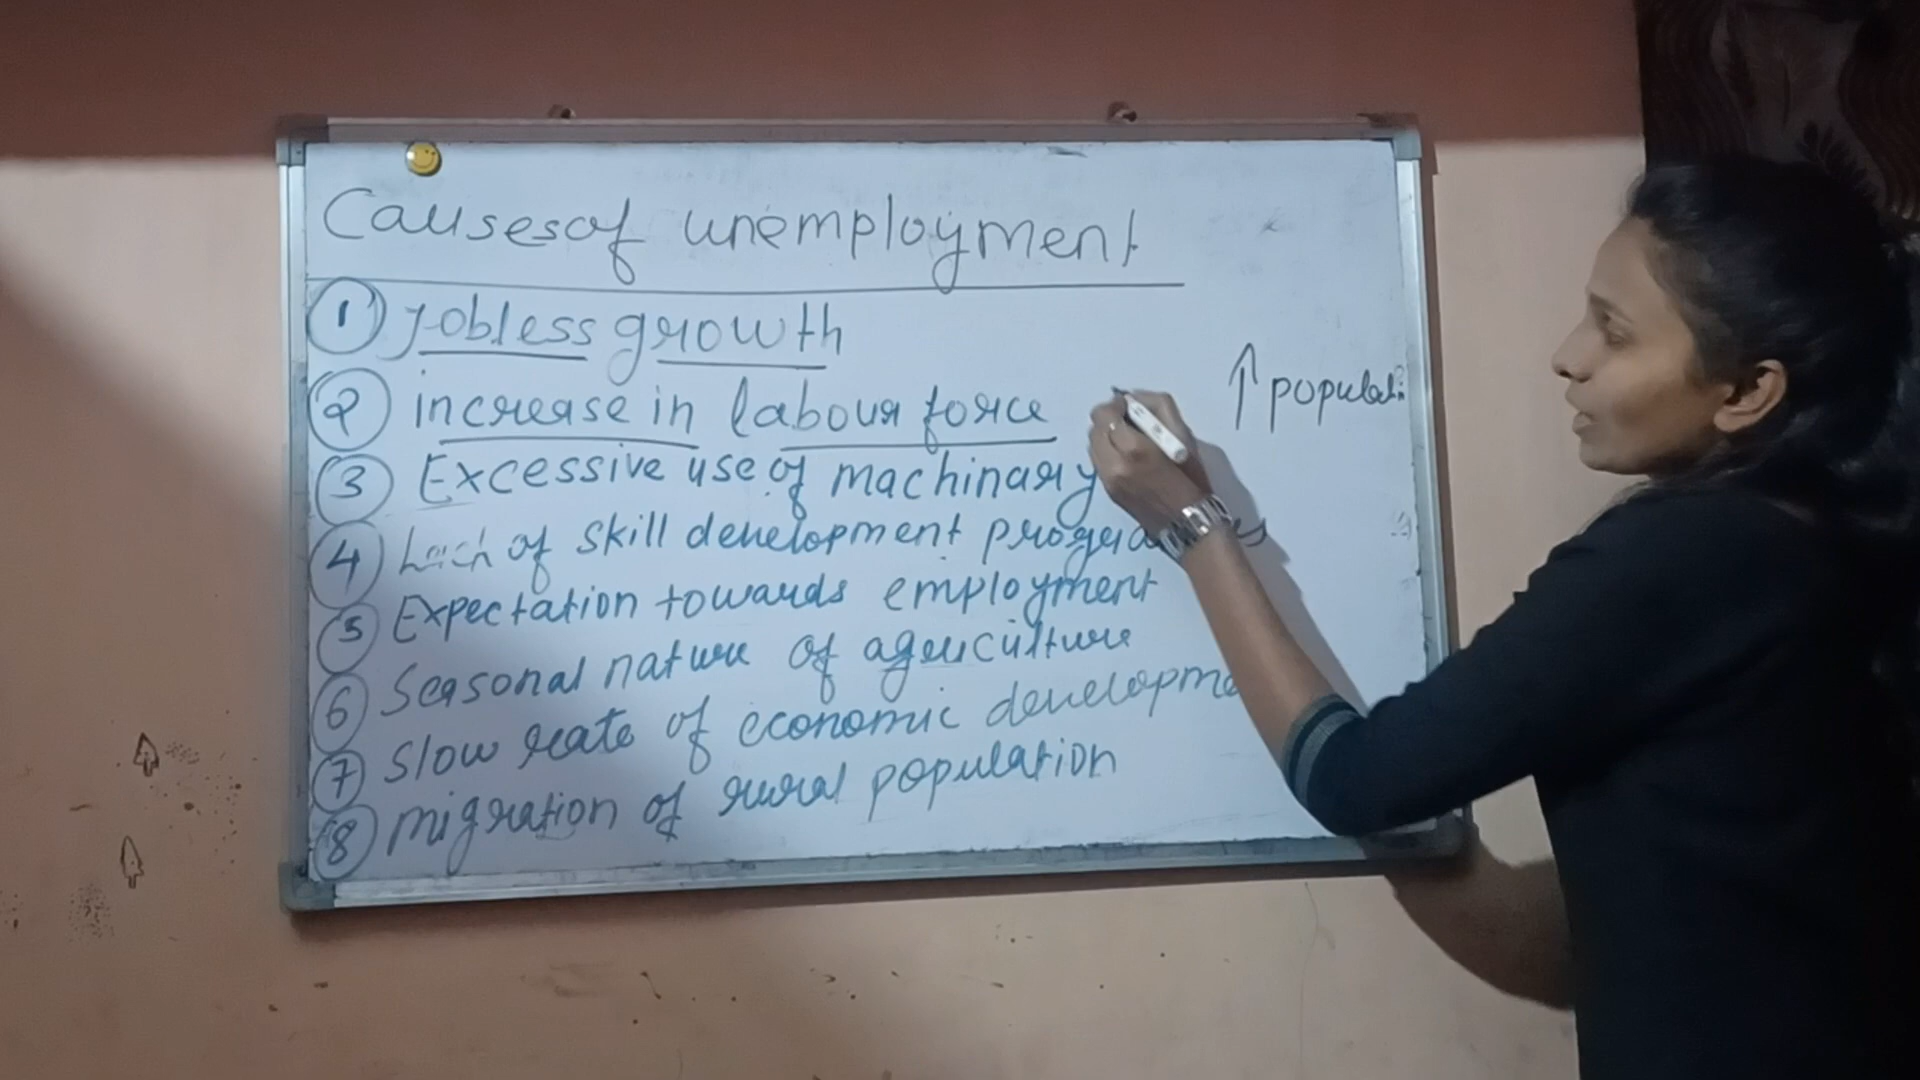 Causes of unemployment
1 Jobless growth
2 increase in labour force
↑ populati
3 Excessive use of machinary
4 Lack of skill development
5 Expectation towards employment
6 Seasonal nature of agriculture
7 Slow rate of economic developme
8 migration of rural population